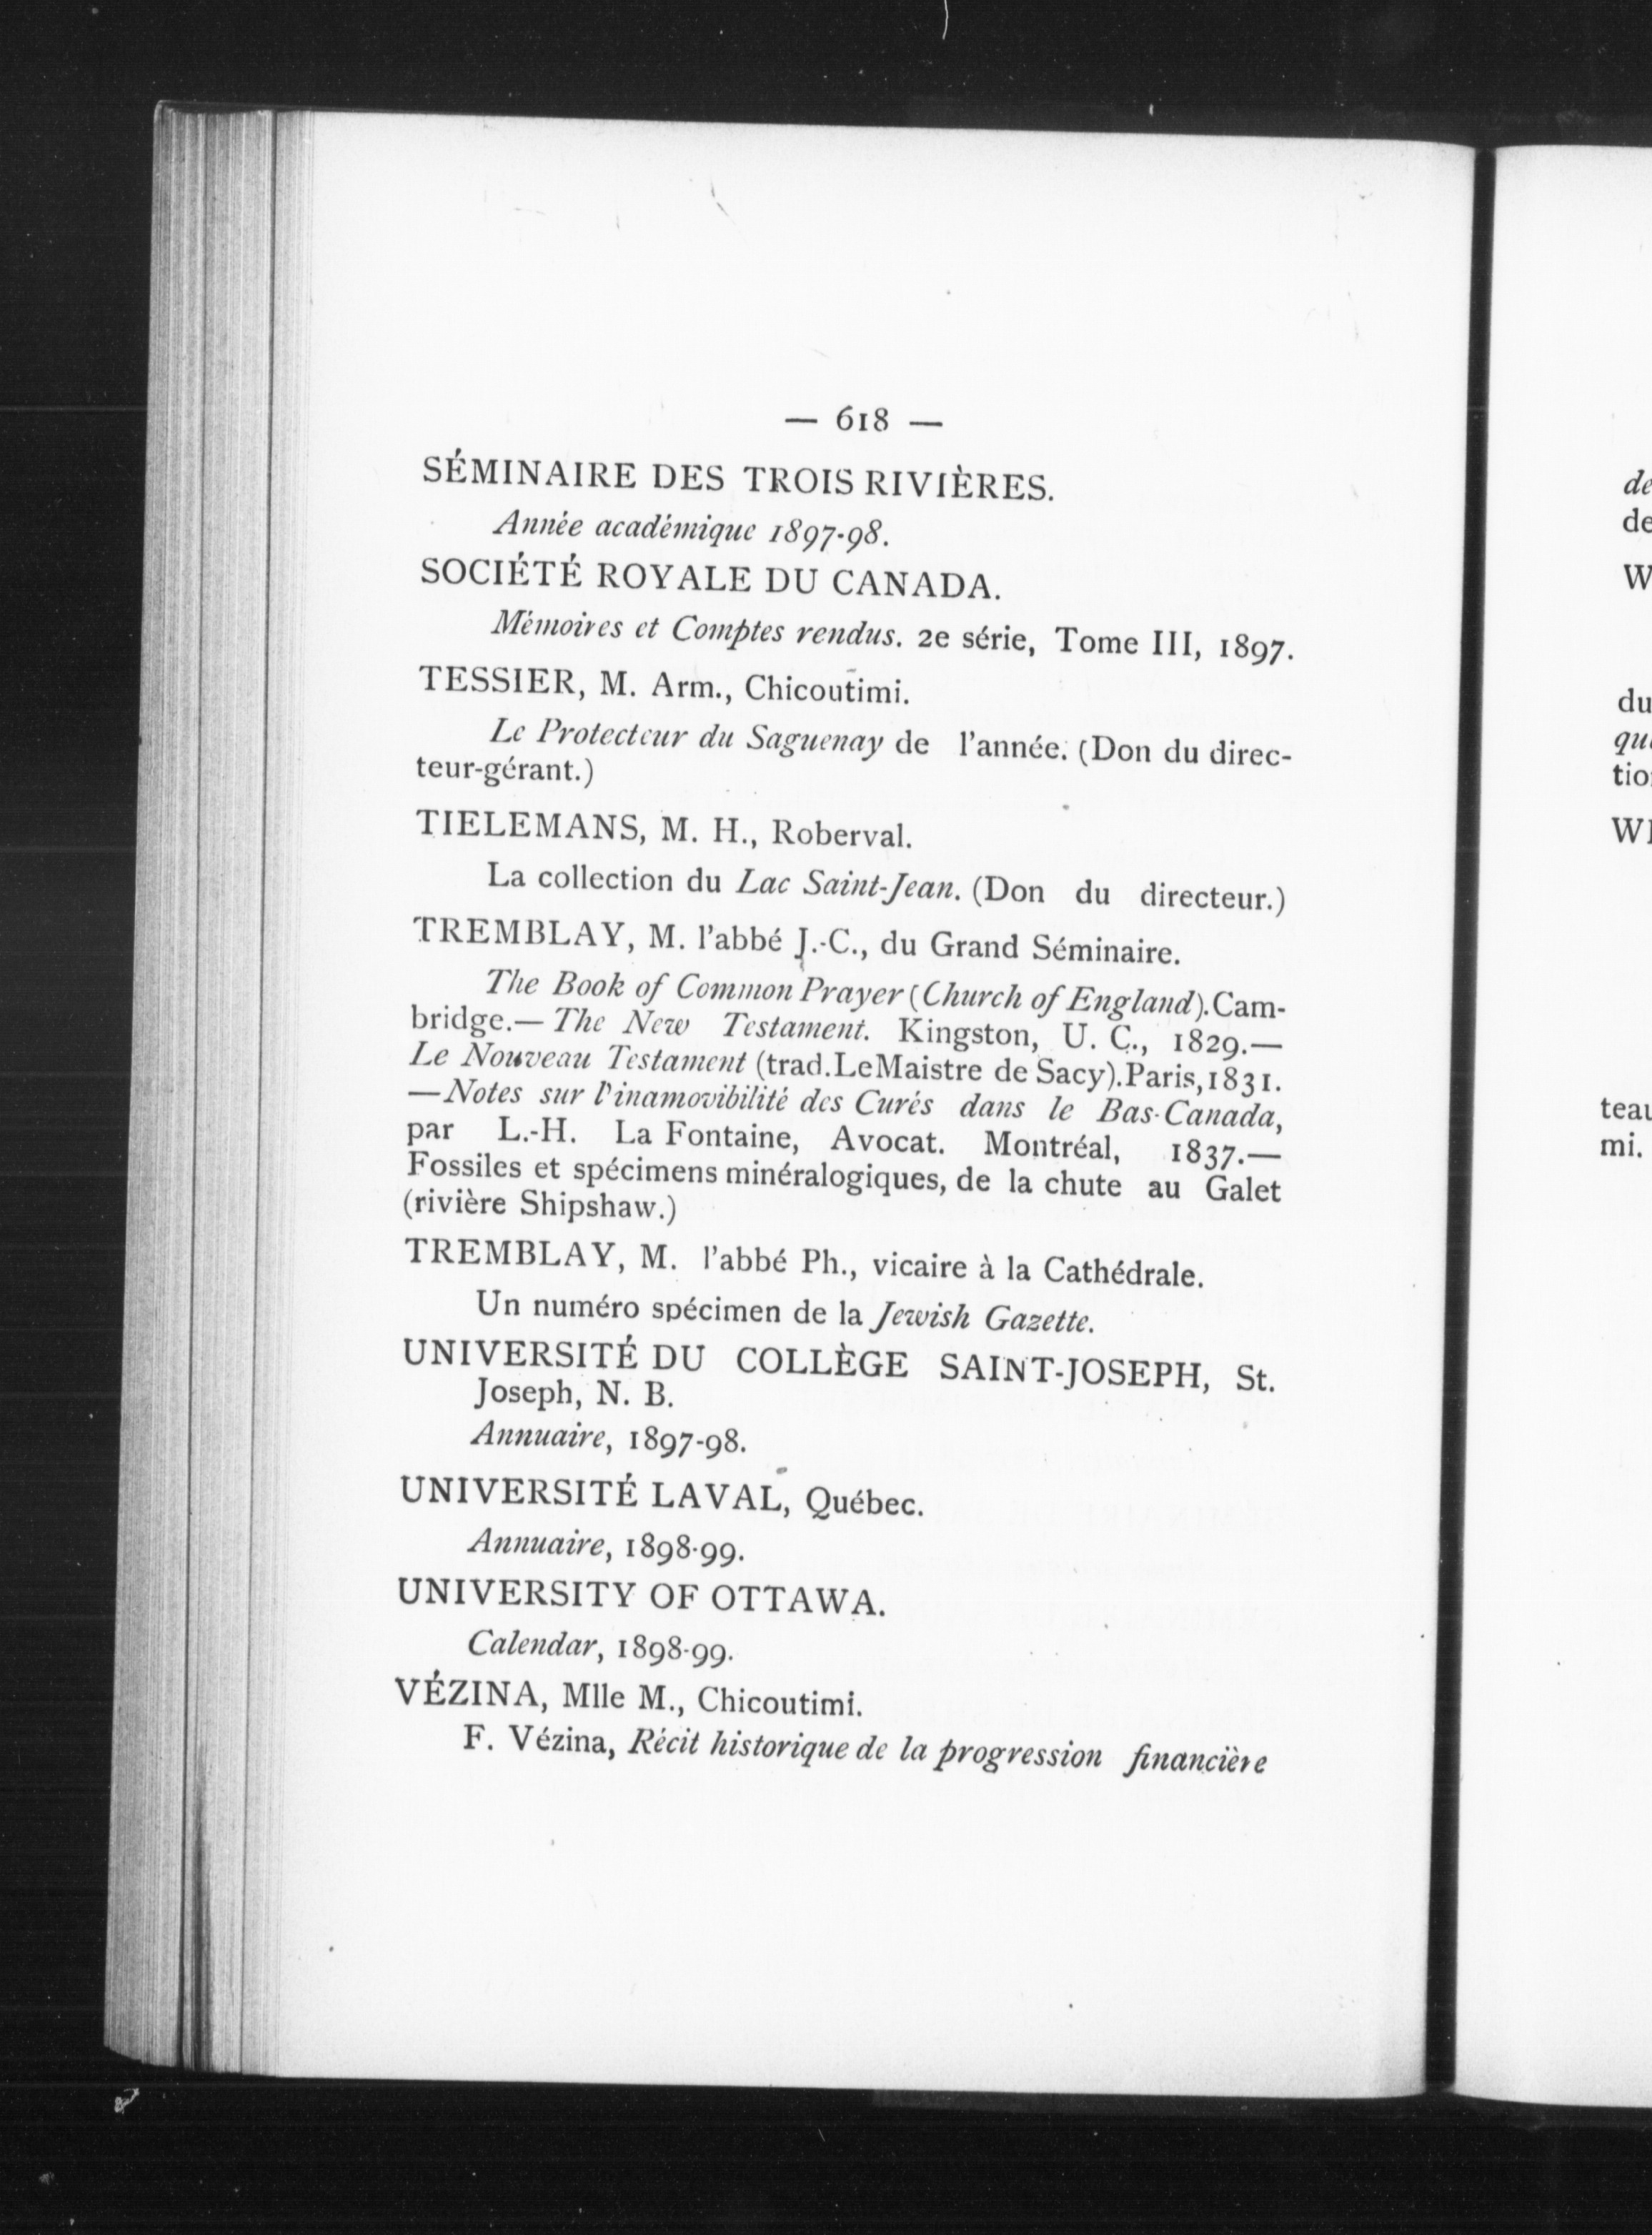 — 618 —
SÉMINAIRE DES TROIS RIVIÈRES.
Année académique 1897-98.
SOCIÉTÉ ROYALE DU CANADA.
Mémoires et Comptes rendus. 2e série, Tome III, 1897.
TESSIER, M. Arm., Chicoutimi.
Le Protecteur du Saguenay de l'année. (Don du direc-
teur-gérant.)
TIELEMANS, M. H., Roberval.
La collection du Lac Saint-Jean. (Don du directeur.)
TREMBLAY, M. l'abbé J.-C., du Grand Séminaire.
The Book of Common Prayer (Church of England). Cam-
bridge.— The New Testament. Kingston, U. C., 1829.—
Le Nouveau Testament (trad. LeMaistre de Sacy). Paris, 1831.
—Notes sur l'inamovibilité des Curés dans le Bas-Canada,
par L.-H. La Fontaine, Avocat. Montréal, 1837.—
Fossiles et spécimens minéralogiques, de la chute au Galet
(rivière Shipshaw.)
TREMBLAY, M. l'abbé Ph., vicaire à la Cathédrale.
Un numéro spécimen de la Jewish Gazette.
UNIVERSITÉ DU COLLÈGE SAINT-JOSEPH, St.
Joseph, N. B.
Annuaire, 1897-98.
UNIVERSITÉ LAVAL, Québec.
Annuaire, 1898-99.
UNIVERSITY OF OTTAWA.
Calendar, 1898-99.
VÉZINA, Mlle M., Chicoutimi.
F. Vézina, Récit historique de la progression financière
de
de
W
du
tio
teau
mi.